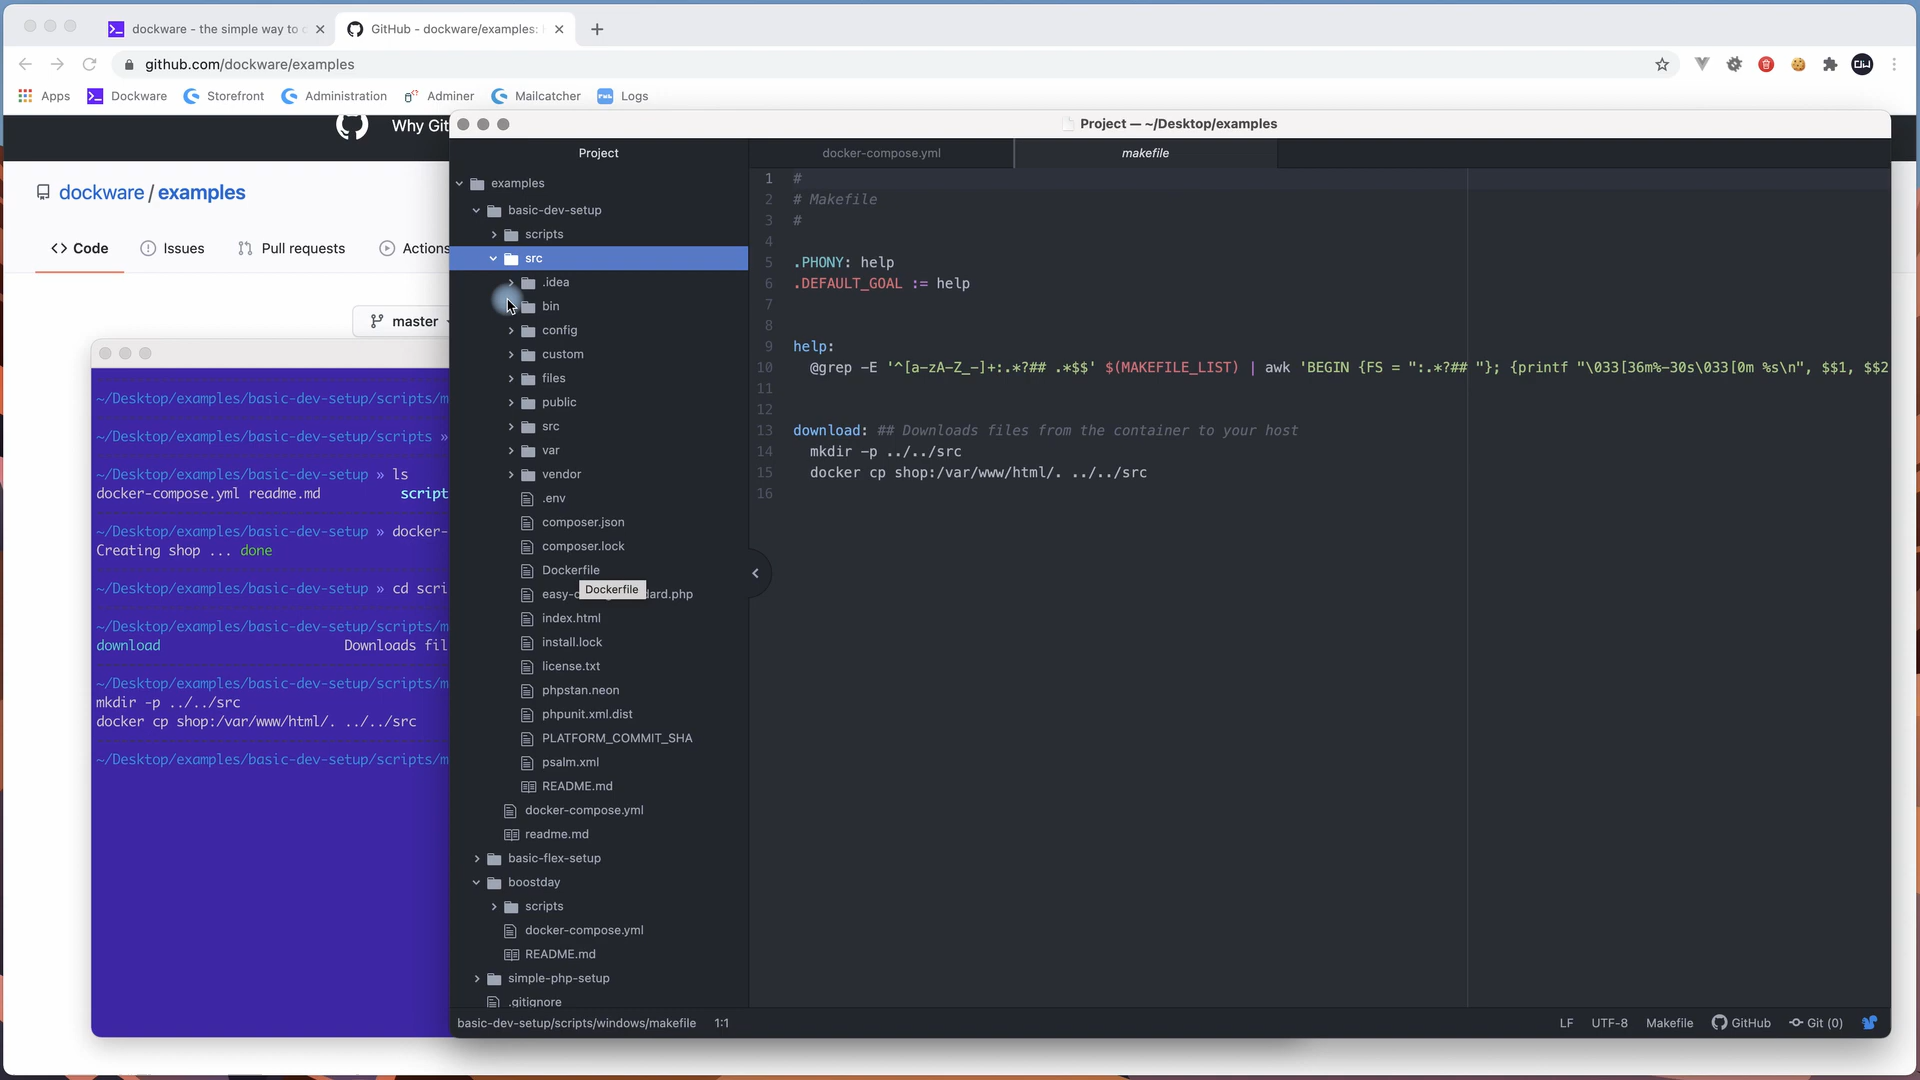 dockware - the simple way to
GitHub - dockware/examples:
github.com/dockware/examples
Apps
Dockware
Storefront
Administration
Adminer
Mailcatcher
Logs
Why Git
dockware / examples
Code
Issues
Pull requests
Actions
master
~/Desktop/examples/basic-dev-setup/scripts/m
~/Desktop/examples/basic-dev-setup/scripts »
~/Desktop/examples/basic-dev-setup » ls
docker-compose.yml readme.md script
~/Desktop/examples/basic-dev-setup » docker-
Creating shop ... done
~/Desktop/examples/basic-dev-setup » cd scri
~/Desktop/examples/basic-dev-setup/scripts/m
download Downloads fil
~/Desktop/examples/basic-dev-setup/scripts/m
mkdir -p ../../src
docker cp shop:/var/www/html/. ../../src
~/Desktop/examples/basic-dev-setup/scripts/m
Project — ~/Desktop/examples
Project
examples
basic-dev-setup
scripts
src
.idea
bin
config
custom
files
public
src
var
vendor
.env
composer.json
composer.lock
Dockerfile
Dockerfile
easy-c dard.php
index.html
install.lock
license.txt
phpstan.neon
phpunit.xml.dist
PLATFORM_COMMIT_SHA
psalm.xml
README.md
docker-compose.yml
readme.md
basic-flex-setup
boostday
scripts
docker-compose.yml
README.md
simple-php-setup
.gitignore
docker-compose.yml
makefile
1 #
2 # Makefile
3 #
4
5 .PHONY: help
6 .DEFAULT_GOAL := help
7
8
9 help:
10 @grep -E '^[a-zA-Z_-]+:.*?## .*$$' $(MAKEFILE_LIST) | awk 'BEGIN {FS = ":.*?## "}; {printf "\033[36m%-30s\033[0m %s\n", $$1, $$2
11
12
13 download: ## Downloads files from the container to your host
14 mkdir -p ../../src
15 docker cp shop:/var/www/html/. ../../src
16
basic-dev-setup/scripts/windows/makefile 1:1
LF UTF-8 Makefile GitHub Git (0)